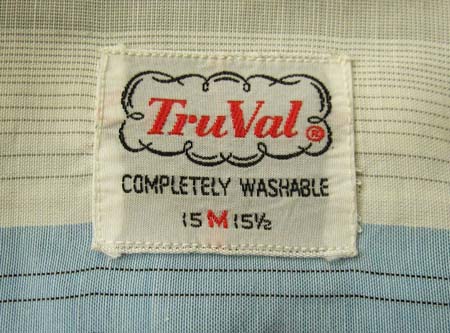 TruVal ®
COMPLETELY WASHABLE
15 M 15½